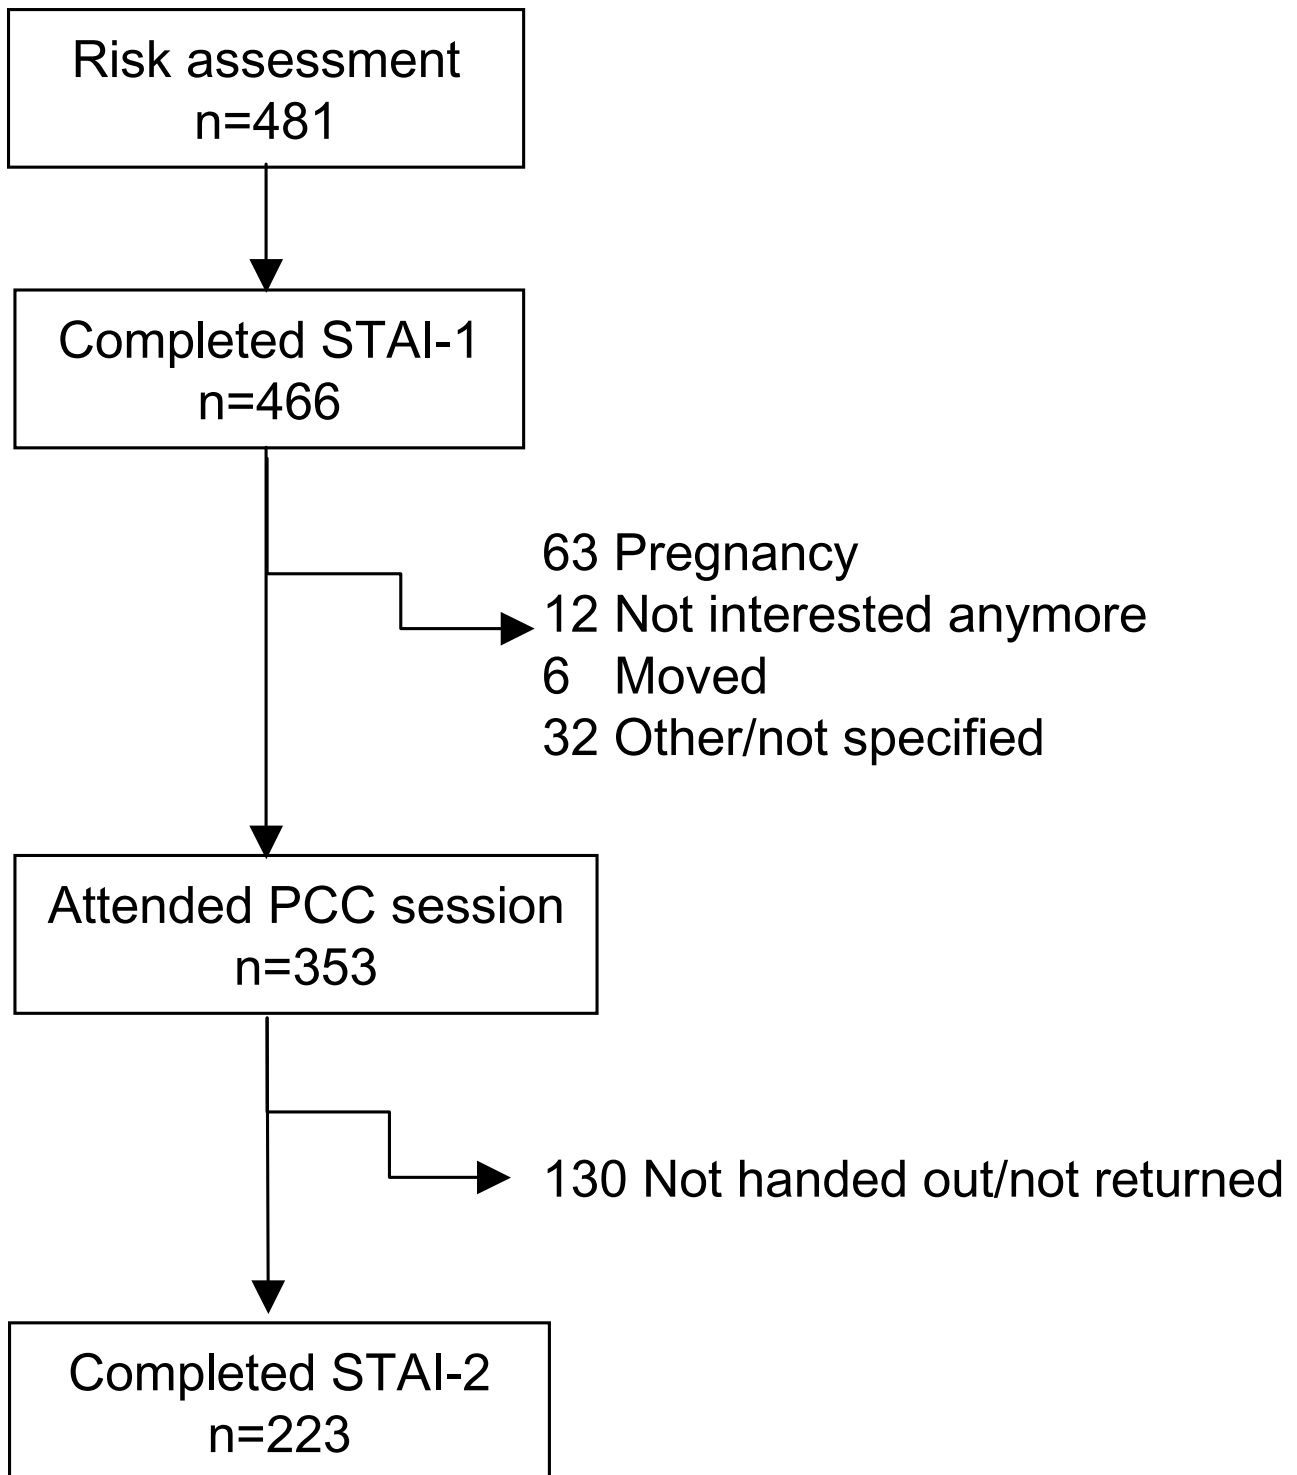 Risk assessment
n=481
Completed STAI-1
n=466
63 Pregnancy
12 Not interested anymore
6 Moved
32 Other/not specified
Attended PCC session
n=353
130 Not handed out/not returned
Completed STAI-2
n=223